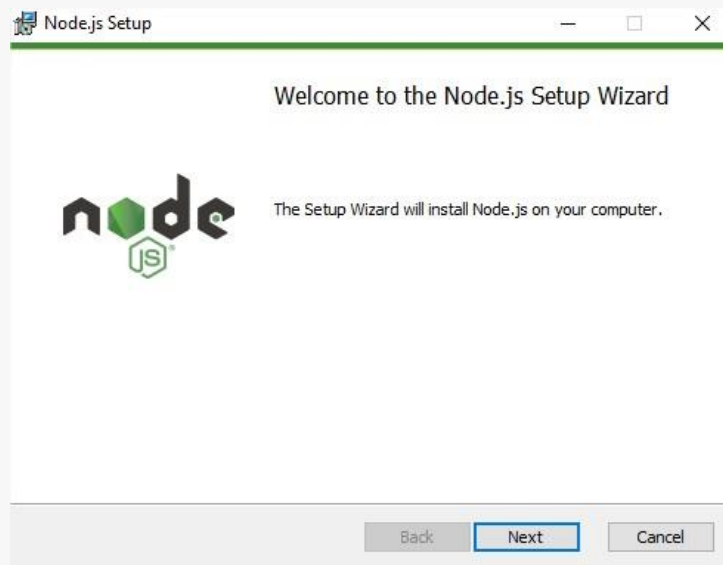 Node.js Setup
Welcome to the Node.js Setup Wizard
node
JS®
The Setup Wizard will install Node.js on your computer.
Back Next Cancel